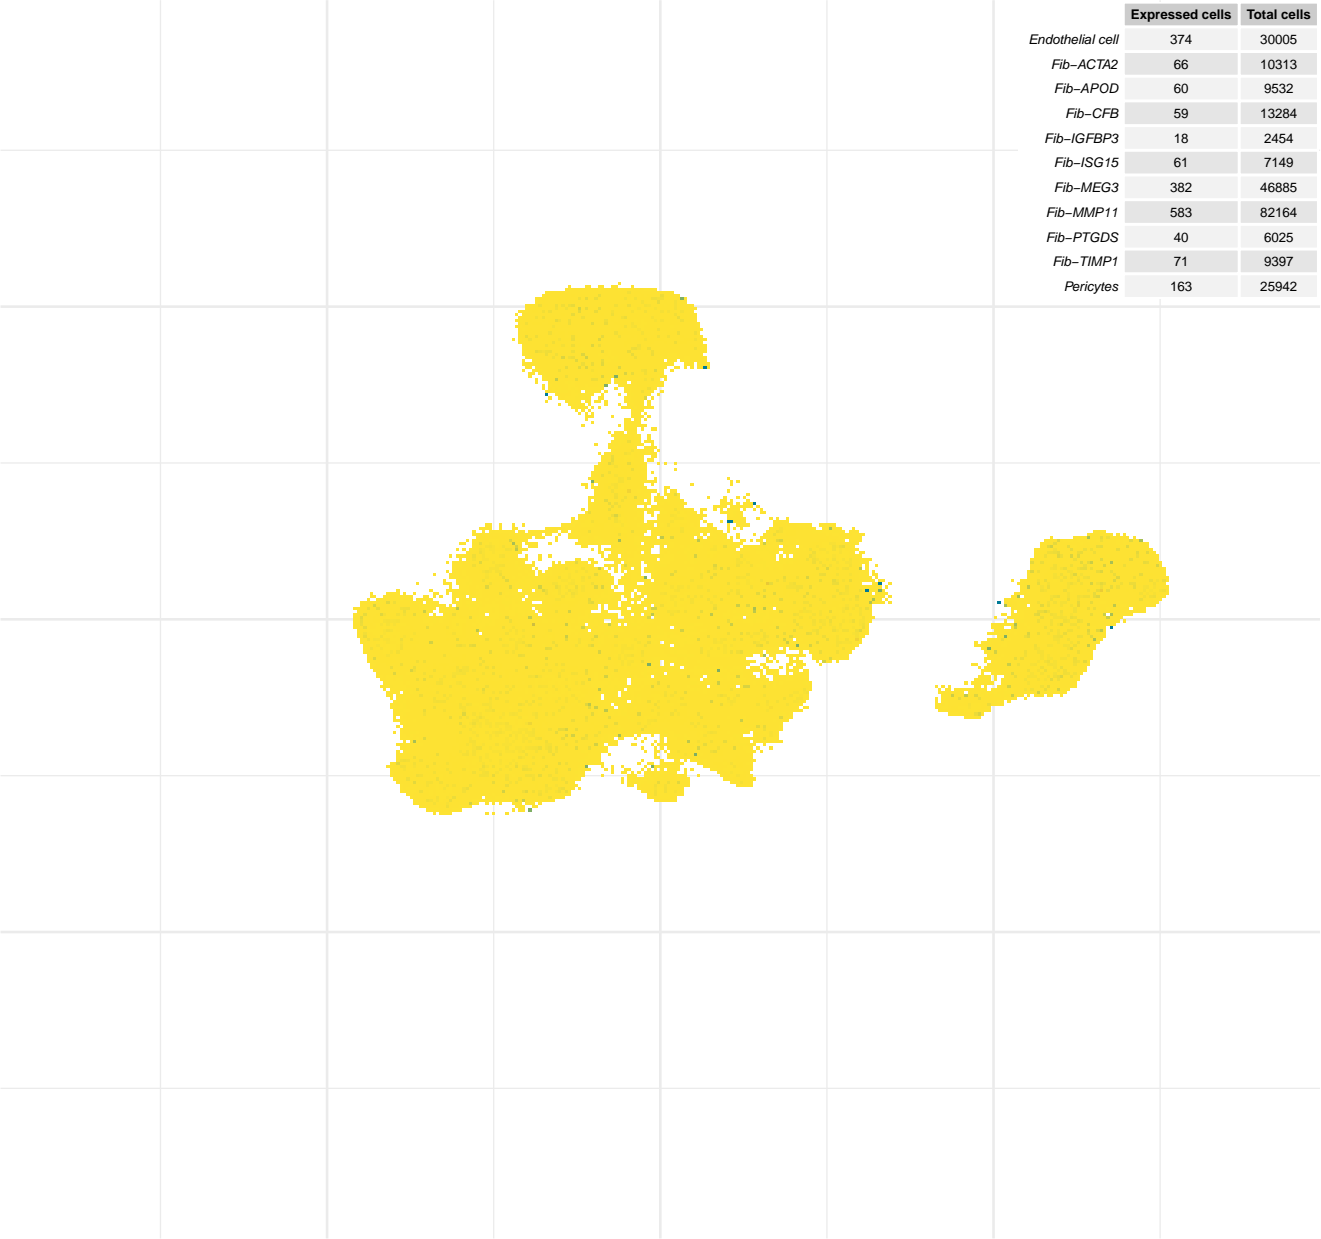 Expressed cells Total cells
Endothelial cell 374 30005
Fib−ACTA2 66 10313
Fib−APOD 60 9532
Fib−CFB 59 13284
Fib−IGFBP3 18 2454
Fib−ISG15 61 7149
Fib−MEG3 382 46885
Fib−MMP11 583 82164
Fib−PTGDS 40 6025
Fib−TIMP1 71 9397
Pericytes 163 25942